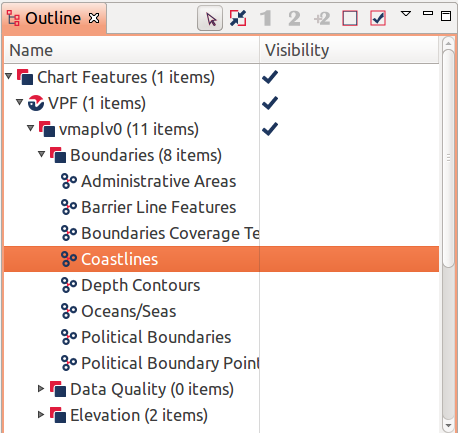 Outline
1 2 +2
Name Visibility
Chart Features (1 items)
VPF (1 items)
vmaplv0 (11 items)
Boundaries (8 items)
Administrative Areas
Barrier Line Features
Boundaries Coverage Te
Coastlines
Depth Contours
Oceans/Seas
Political Boundaries
Political Boundary Point
Data Quality (0 items)
Elevation (2 items)